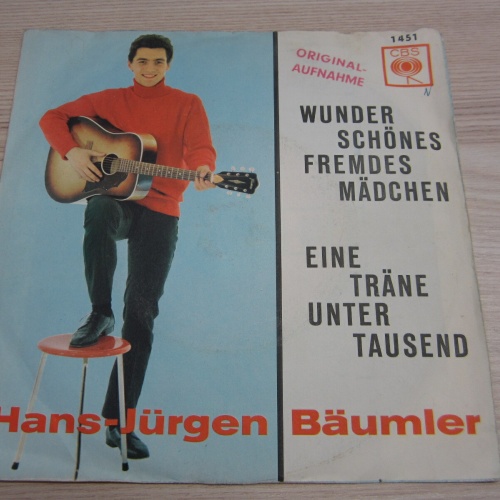 1451
CBS
ORIGINAL-
AUFNAHME
WUNDER
SCHÖNES
FREMDES
MÄDCHEN
EINE
TRÄNE
UNTER
TAUSEND
Hans-Jürgen Bäumler